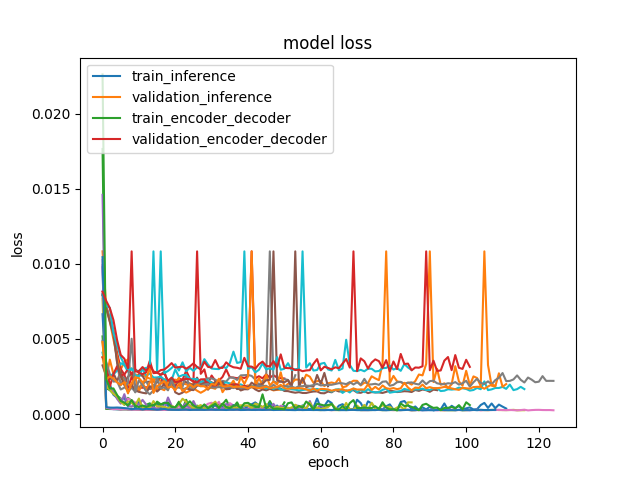 model loss
train_inference
validation_inference
train_encoder_decoder
validation_encoder_decoder
loss
0.020
0.015
0.010
0.005
0.000
0 20 40 60 80 100 120
epoch